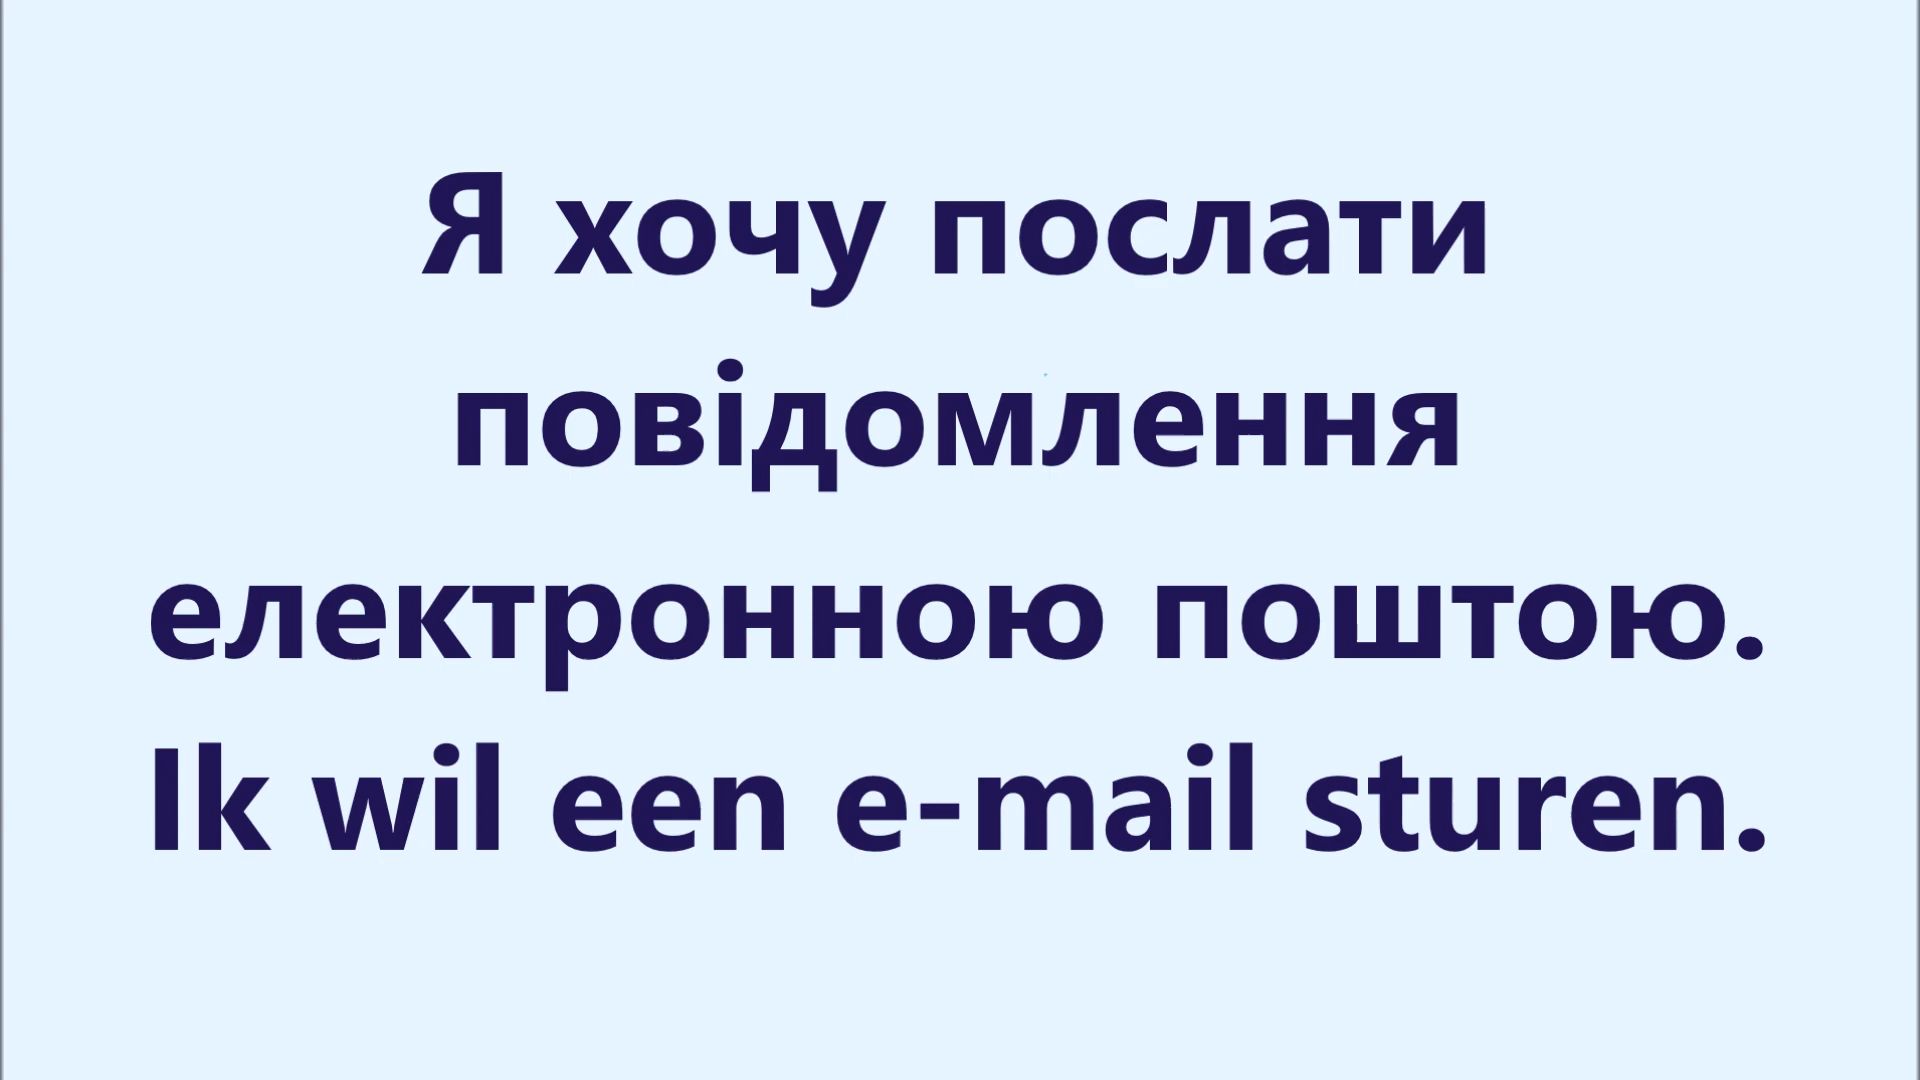 Я хочу послати
повідомлення
електронною поштою.
Ik wil een e-mail sturen.